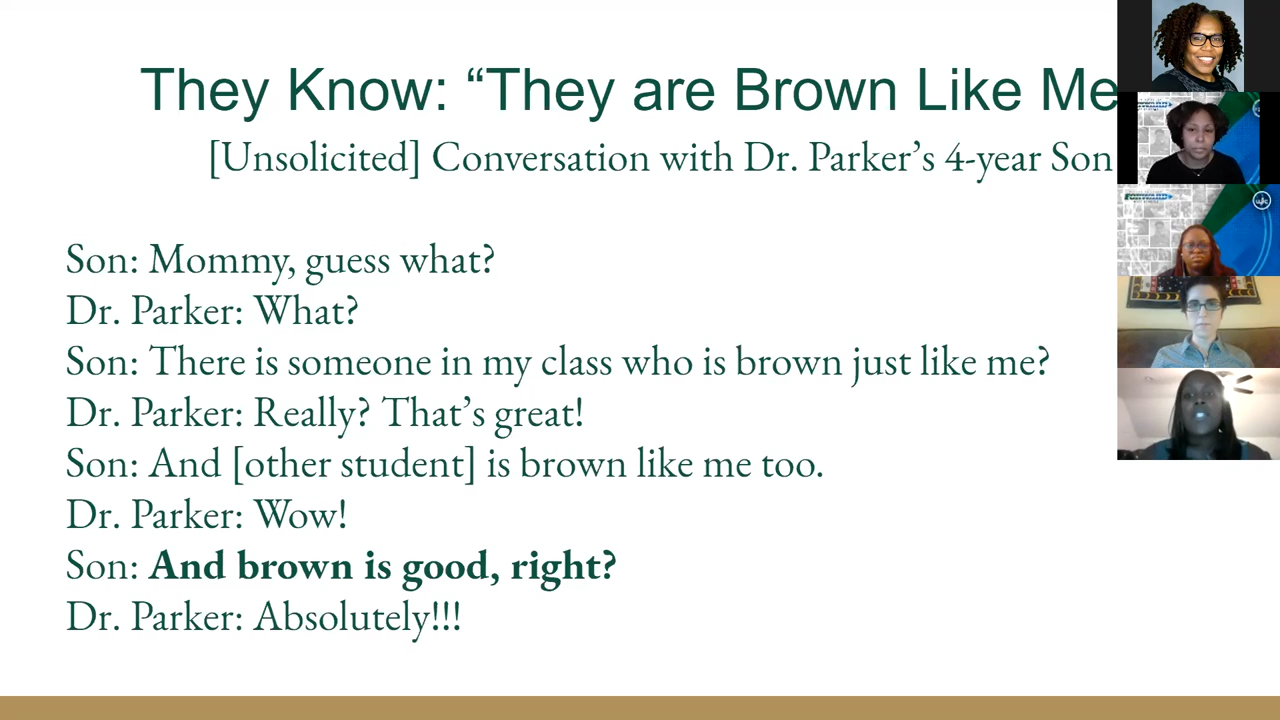 They Know: “They are Brown Like Me
[Unsolicited] Conversation with Dr. Parker’s 4-year Son
Son: Mommy, guess what?
Dr. Parker: What?
Son: There is someone in my class who is brown just like me?
Dr. Parker: Really? That’s great!
Son: And [other student] is brown like me too.
Dr. Parker: Wow!
Son: And brown is good, right?
Dr. Parker: Absolutely!!!
FORWARD